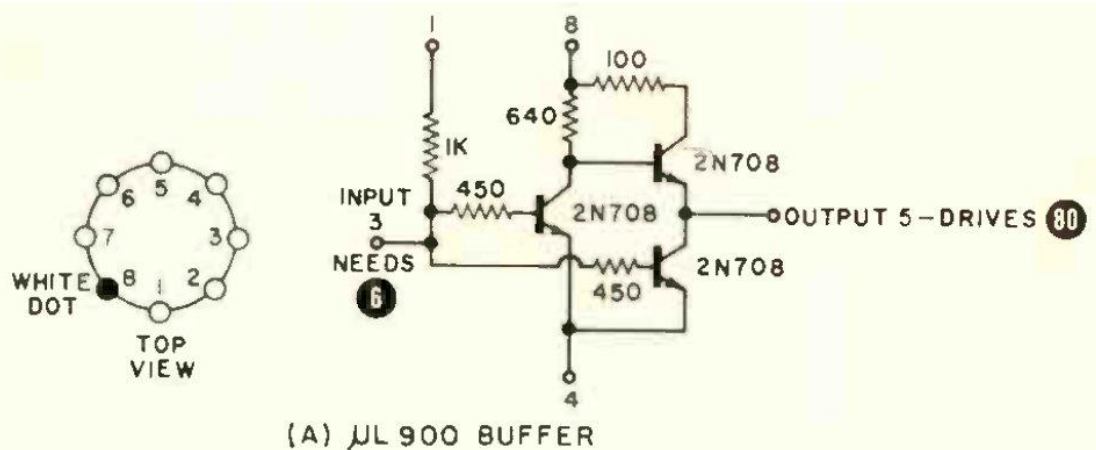 1
8
100
640
1K
450
2N708
INPUT
3
2N708
OUTPUT 5-DRIVES 80
NEEDS
6
2N708
450
4
5
6
4
7
3
WHITE
DOT
8
1
2
TOP
VIEW
(A) μL 900 BUFFER